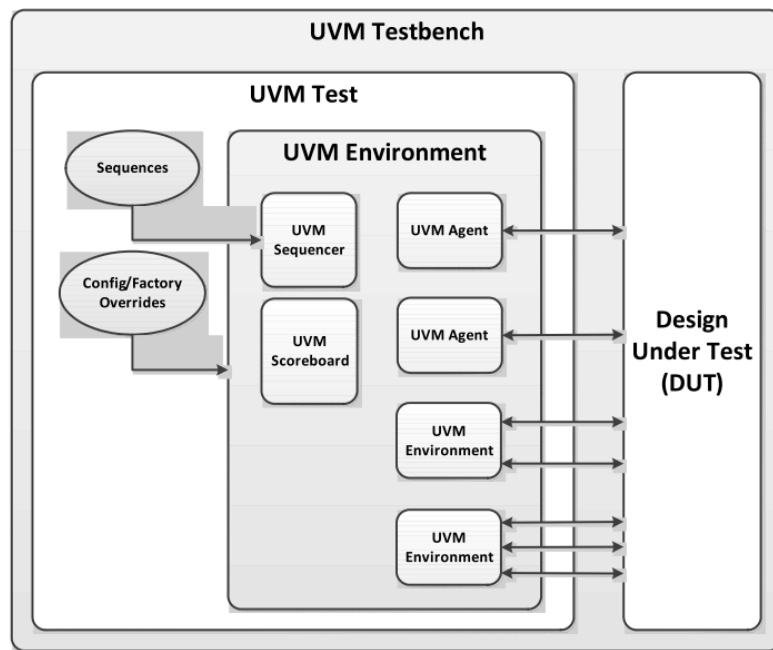 UVM Testbench
UVM Test
Sequences
Config/Factory
Overrides
UVM Environment
UVM
Sequencer
UVM Agent
UVM
Scoreboard
UVM Agent
UVM
Environment
UVM
Environment
Design
Under Test
(DUT)